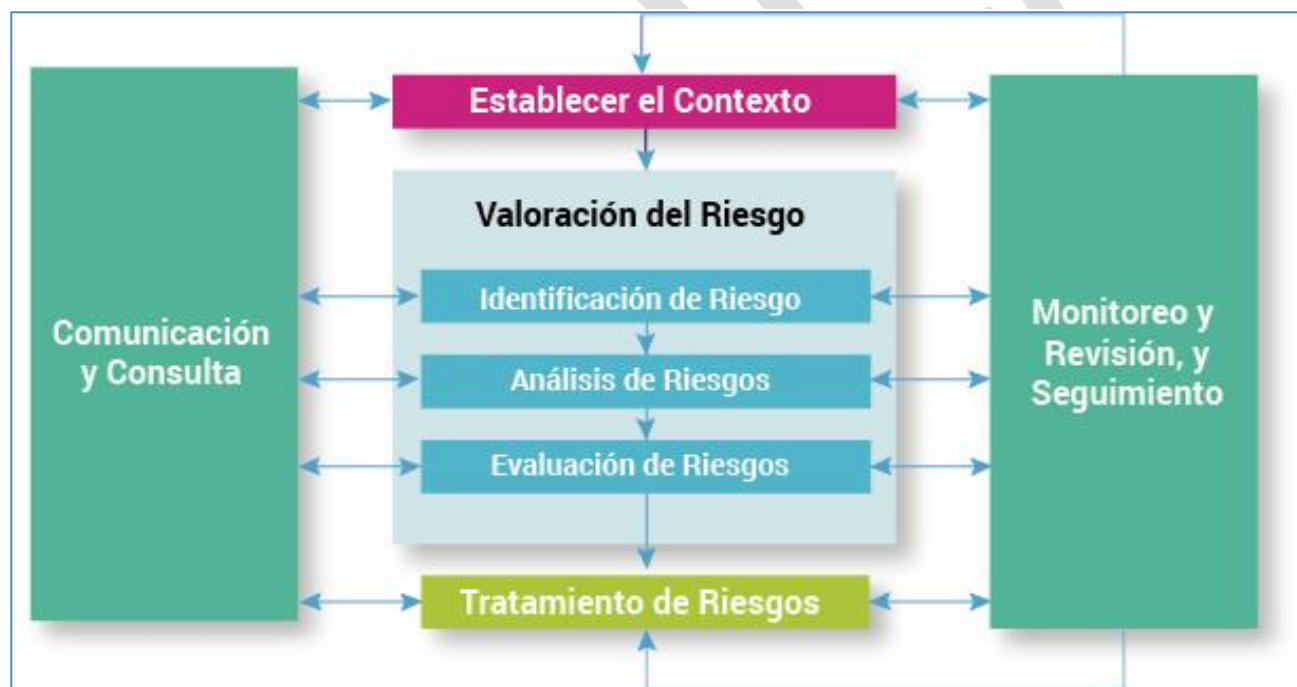 Establecer el Contexto
Valoración del Riesgo
Identificación de Riesgo
Análisis de Riesgos
Evaluación de Riesgos
Tratamiento de Riesgos
Comunicación
y Consulta
Monitoreo y
Revisión, y
Seguimiento